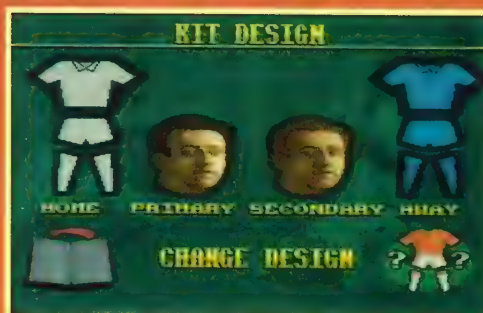 KIT DESIGN
HOME PRIMARY SECONDARY AWAY
? CHANGE DESIGN ? ?